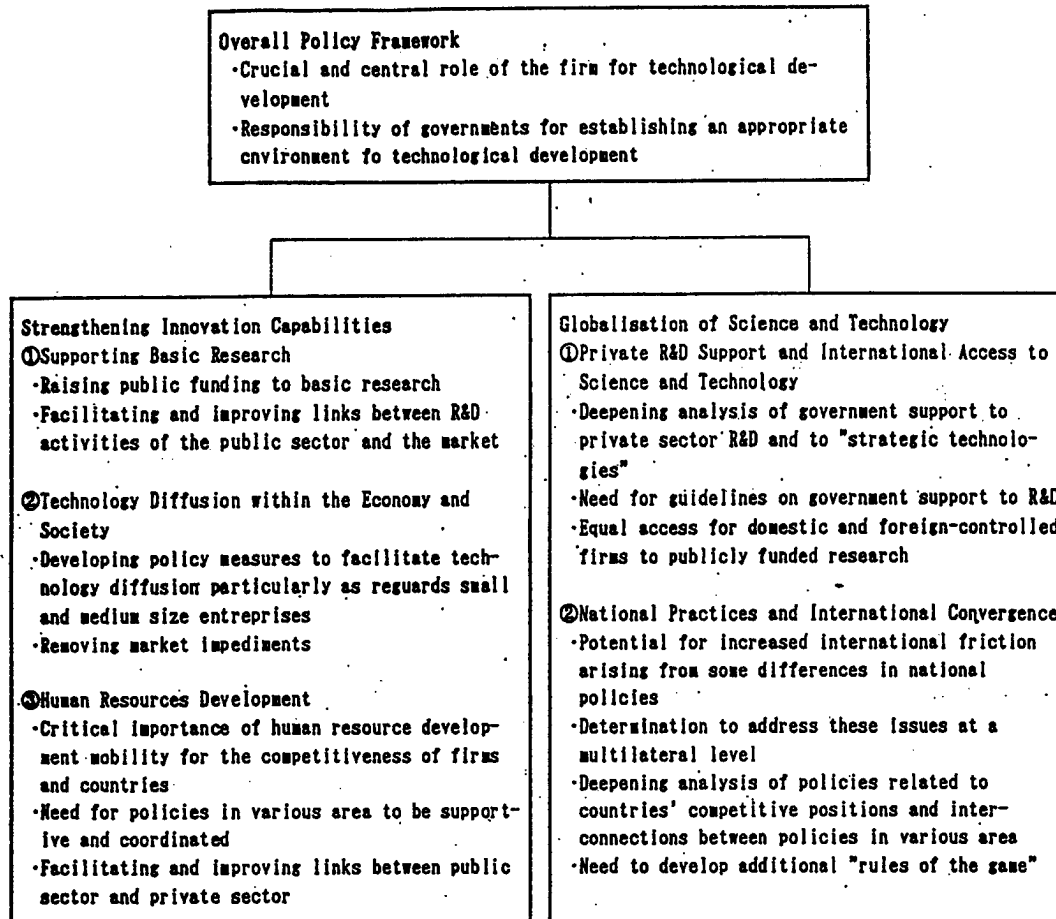 Overall Policy Framework
・Crucial and central role of the firm for technological de-
velopment
・Responsibility of governments for establishing an appropriate
cnvironment fo technological development
Strengthening Innovation Capabilities
①Supporting Basic Research
・Raising public funding to basic research
・Facilitating and improving links between R&D
activities of the public sector and the market
②Technology Diffusion within the Economy and
Society
・Developing policy measures to facilitate tech-
nology diffusion particularly as reguards small
and medium size entreprises
・Removing market impediments
③Human Resources Development
・Critical importance of human resource develop-
ment mobility for the competitiveness of firms
and countries
・Need for policies in various area to be support-
ive and coordinated
・Facilitating and improving links between public
sector and private sector
Globalisation of Science and Technology
①Private R&D Support and International Access to
Science and Technology
・Deepening analysis of government support to
private sector R&D and to "strategic technolo-
gies"
・Need for guidelines on government support to R&D
・Equal access for domestic and foreign-controlled
firms to publicly funded research
②National Practices and International Convergence
・Potential for increased international friction
arising from some differences in national
policies
・Determination to address these issues at a
multilateral level
・Deepening analysis of policies related to
countries' competitive positions and inter-
connections between policies in various area
・Need to develop additional "rules of the game"